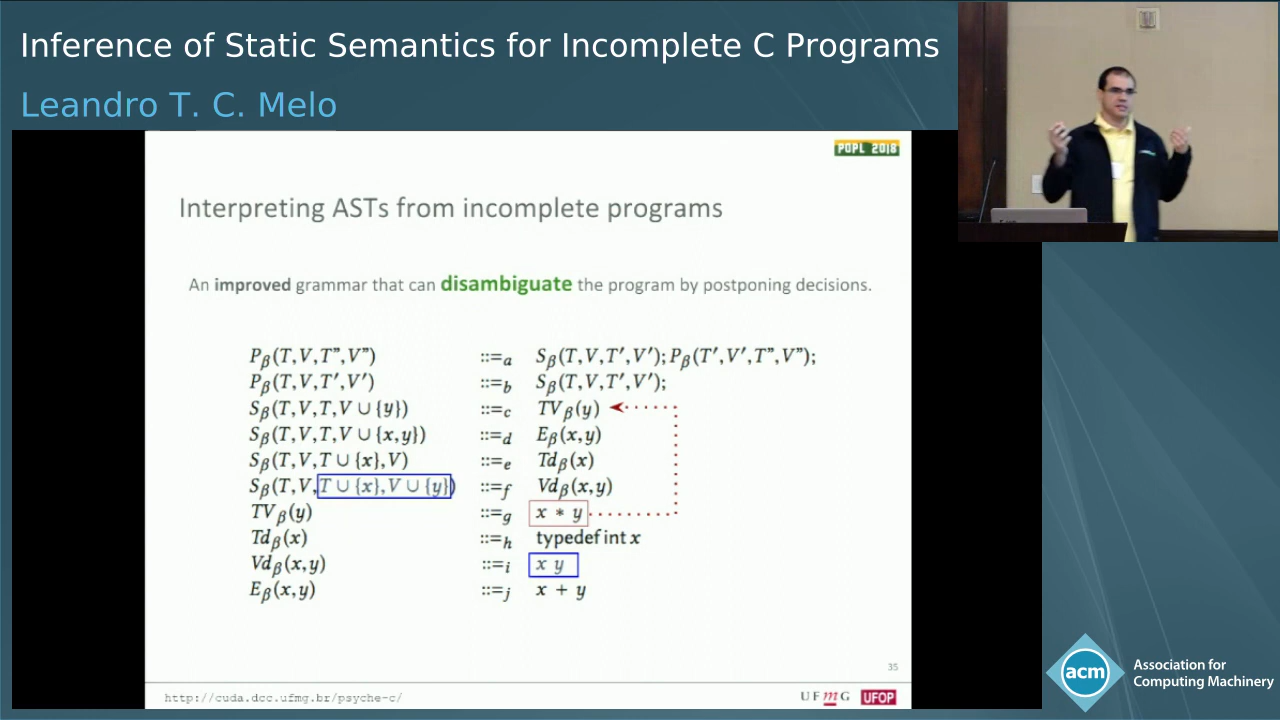 Inference of Static Semantics for Incomplete C Programs
Leandro T. C. Melo
POPL 2018
Interpreting ASTs from incomplete programs
An improved grammar that can disambiguate the program by postponing decisions.
Pβ(T,V,T”,V”) ::=a Sβ(T,V,T′,V′); Pβ(T′,V′,T”,V”);
Pβ(T,V,T′,V′) ::=b Sβ(T,V,T′,V′);
Sβ(T,V,T,V ∪ {y}) ::=c TVβ(y)
Sβ(T,V,T,V ∪ {x,y}) ::=d Eβ(x,y)
Sβ(T,V,T ∪ {x},V) ::=e Tdβ(x)
Sβ(T,V,T ∪ {x},V ∪ {y}) ::=f Vdβ(x,y)
TVβ(y) ::=g x * y
Tdβ(x) ::=h typedef int x
Vdβ(x,y) ::=i x y
Eβ(x,y) ::=j x + y
35
http://cuda.dcc.ufmg.br/psyche-c/
UFmG UFOP
acm
Association for
Computing Machinery